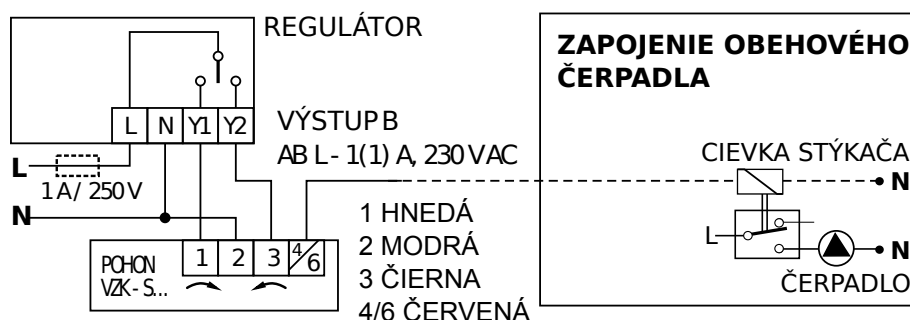 REGULÁTOR
L N Y1 Y2
L
1 A / 250 V
N
VÝSTUP B
AB L - 1(1) A, 230 VAC
POHON
VZK - S...
1 2 3 4/6
1 HNEDÁ
2 MODRÁ
3 ČIERNA
4/6 ČERVENÁ
ZAPOJENIE OBEHOVÉHO
ČERPADLA
CIEVKA STÝKAČA
N
L
N
ČERPADLO